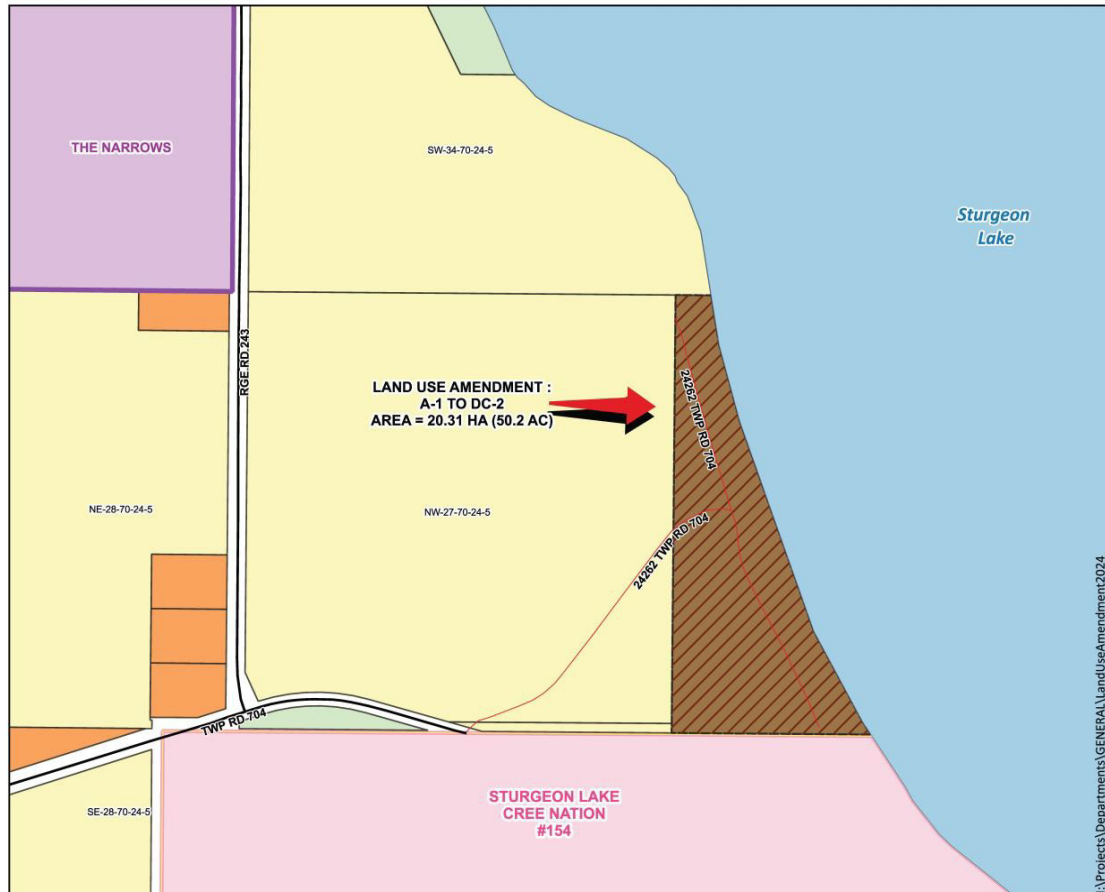 THE NARROWS
SW-34-70-24-5
Sturgeon
Lake
RGE RD 243
LAND USE AMENDMENT :
A-1 TO DC-2
AREA = 20.31 HA (50.2 AC)
24262 TWP RD 704
NE-28-70-24-5
NW-27-70-24-5
24262 TWP RD 704
TWP RD 704
SE-28-70-24-5
STURGEON LAKE
CREE NATION
#154
:\Projects\Departments\GENERAL\LandUseAmendment2024